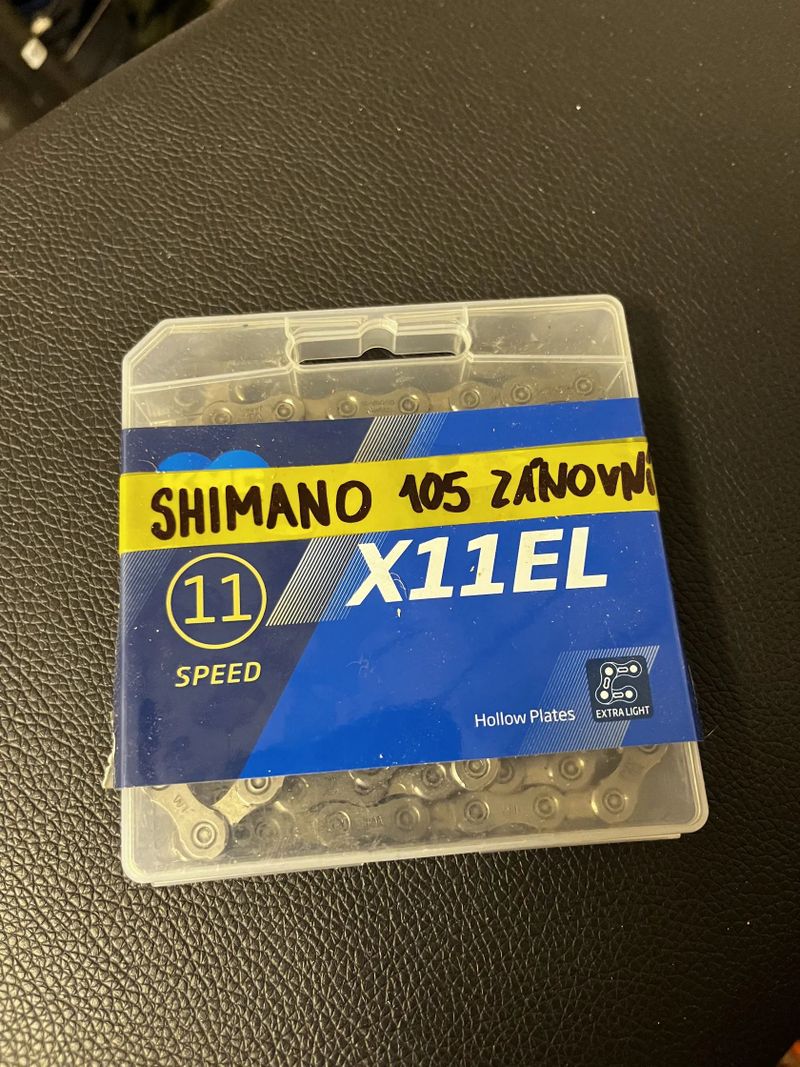 SHIMANO 105 ZÁNOVNÍ
X11EL
11
SPEED
Hollow Plates
EXTRA LIGHT